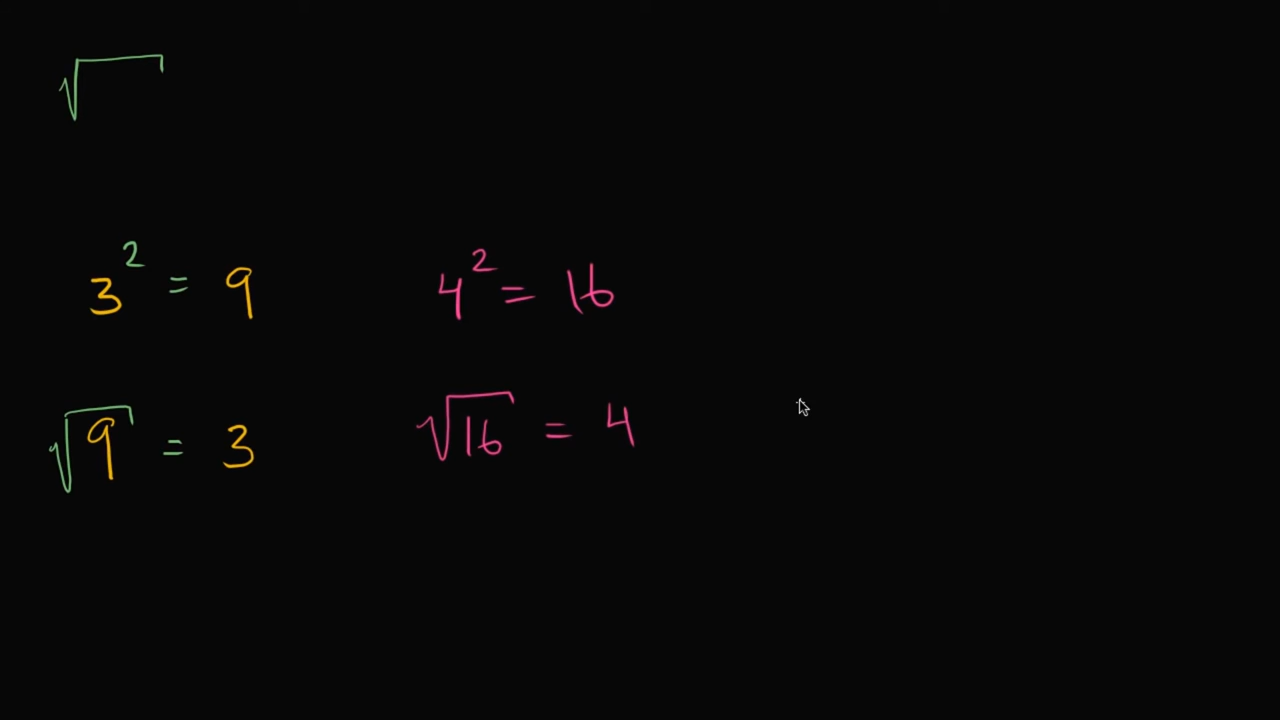 √
3² = 9 4² = 16
√9 = 3 √16 = 4